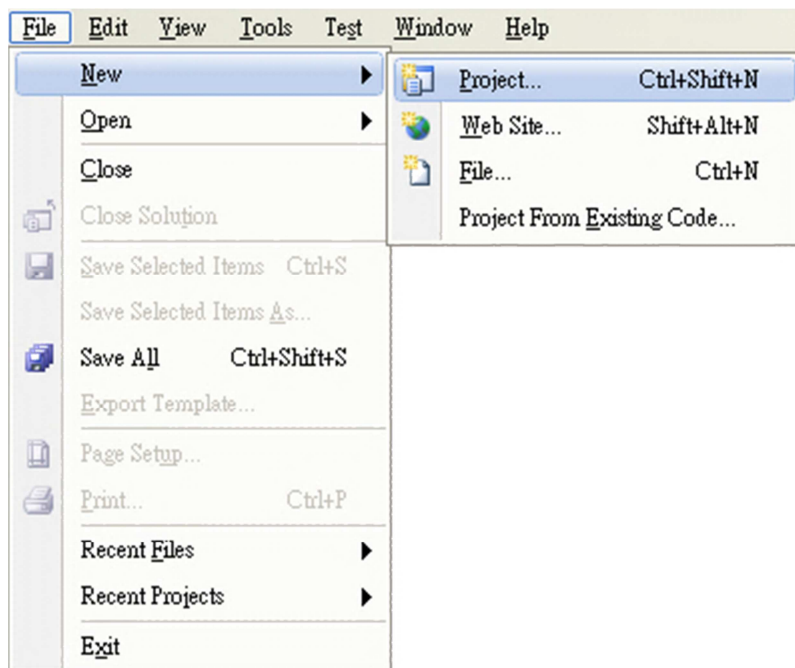 File Edit View Tools Test Window Help
New
Open
Close
Close Solution
Save Selected Items Ctrl+S
Save Selected Items As...
Save All Ctrl+Shift+S
Export Template...
Page Setup...
Print... Ctrl+P
Recent Files
Recent Projects
Exit
Project... Ctrl+Shift+N
Web Site... Shift+Alt+N
File... Ctrl+N
Project From Existing Code...